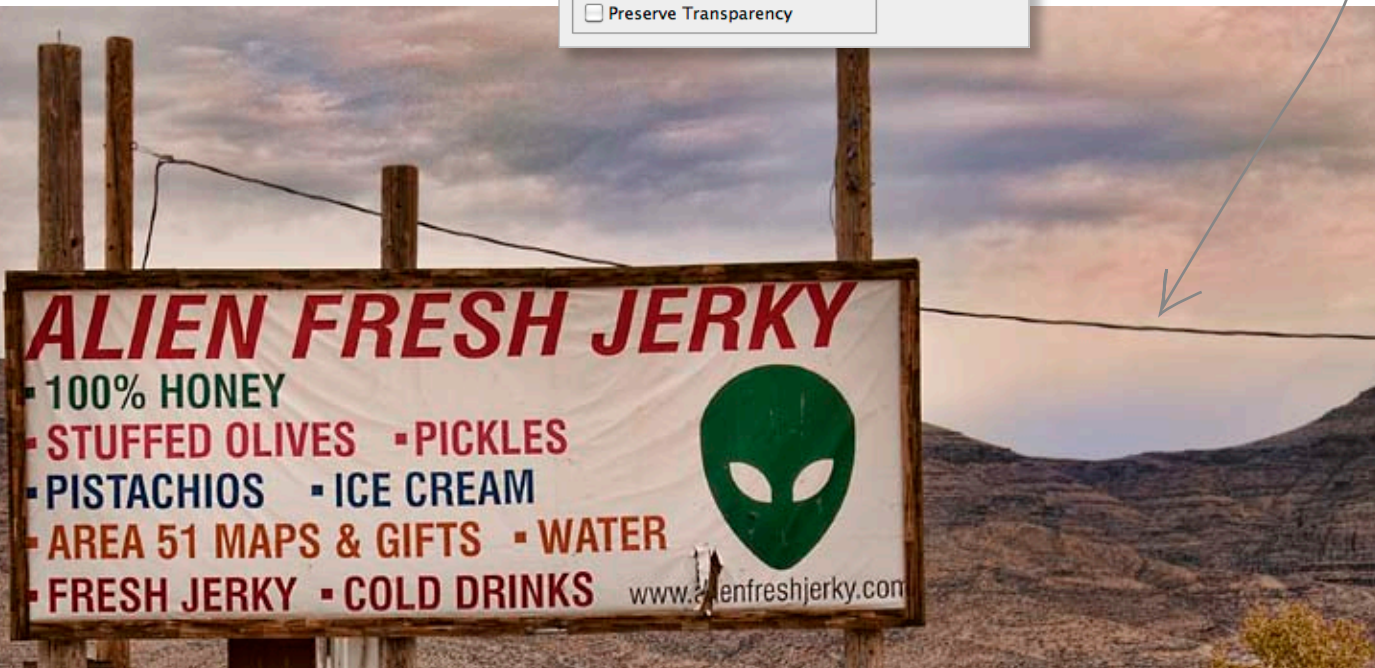 Preserve Transparency
ALIEN FRESH JERKY
▪ 100% HONEY
▪ STUFFED OLIVES ▪ PICKLES
▪ PISTACHIOS ▪ ICE CREAM
▪ AREA 51 MAPS & GIFTS ▪ WATER
▪ FRESH JERKY ▪ COLD DRINKS